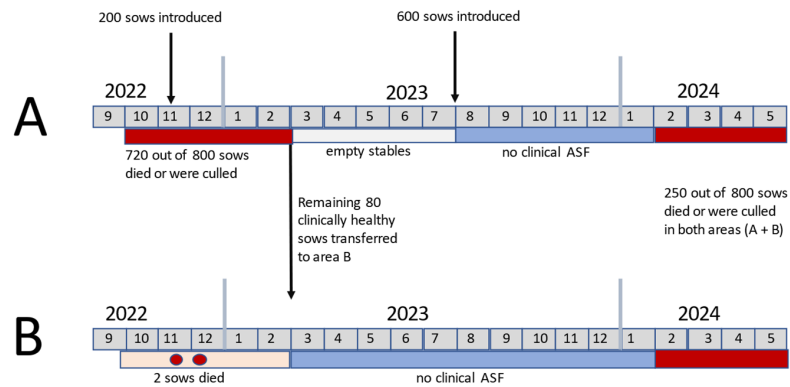 200 sows introduced
600 sows introduced
A
2022
2023
2024
9 10 11 12 1 2 3 4 5 6 7 8 9 10 11 12 1 2 3 4 5
720 out of 800 sows
died or were culled
empty stables
no clinical ASF
Remaining 80
clinically healthy
sows transferred
to area B
250 out of 800 sows
died or were culled
in both areas (A + B)
B
2022
2023
2024
9 10 11 12 1 2 3 4 5 6 7 8 9 10 11 12 1 2 3 4 5
2 sows died
no clinical ASF